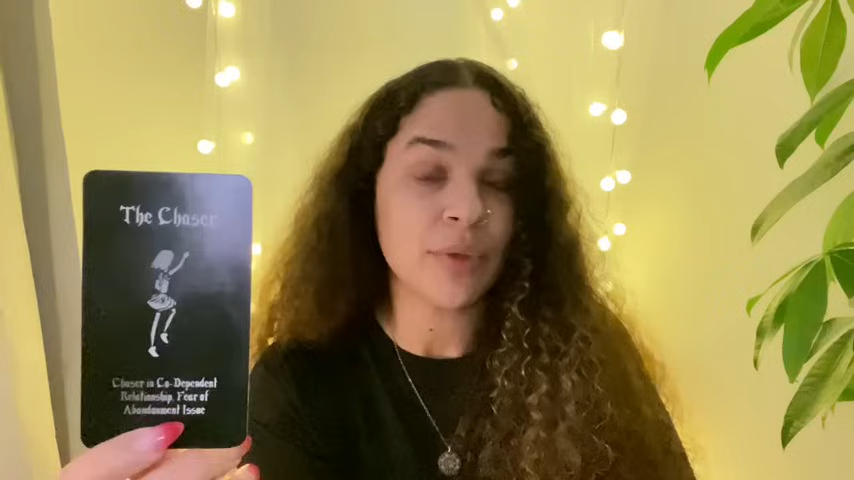 The Chaser
Chaser in Co-Dependent
Relationship, Fear of
Abandonment Issue